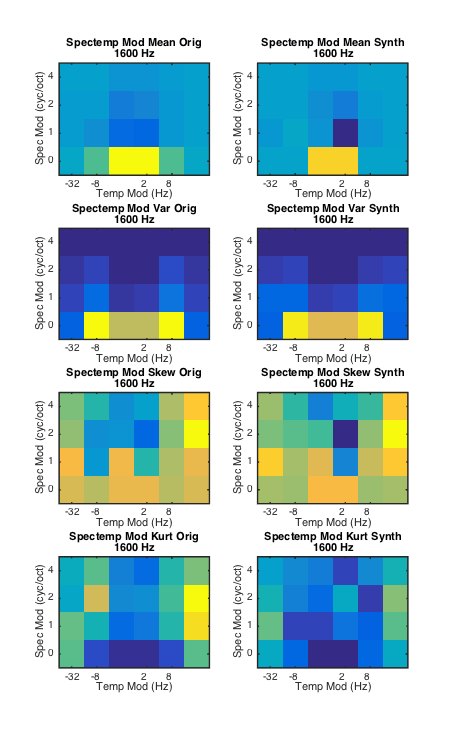 Spectemp Mod Mean Orig
1600 Hz
Spec Mod (cyc/oct)
4
2
1
0
-32 -8 2 8
Temp Mod (Hz)
Spectemp Mod Mean Synth
1600 Hz
Spec Mod (cyc/oct)
4
2
1
0
-32 -8 2 8
Temp Mod (Hz)
Spectemp Mod Var Orig
1600 Hz
Spec Mod (cyc/oct)
4
2
1
0
-32 -8 2 8
Temp Mod (Hz)
Spectemp Mod Var Synth
1600 Hz
Spec Mod (cyc/oct)
4
2
1
0
-32 -8 2 8
Temp Mod (Hz)
Spectemp Mod Skew Orig
1600 Hz
Spec Mod (cyc/oct)
4
2
1
0
-32 -8 2 8
Temp Mod (Hz)
Spectemp Mod Skew Synth
1600 Hz
Spec Mod (cyc/oct)
4
2
1
0
-32 -8 2 8
Temp Mod (Hz)
Spectemp Mod Kurt Orig
1600 Hz
Spec Mod (cyc/oct)
4
2
1
0
-32 -8 2 8
Temp Mod (Hz)
Spectemp Mod Kurt Synth
1600 Hz
Spec Mod (cyc/oct)
4
2
1
0
-32 -8 2 8
Temp Mod (Hz)